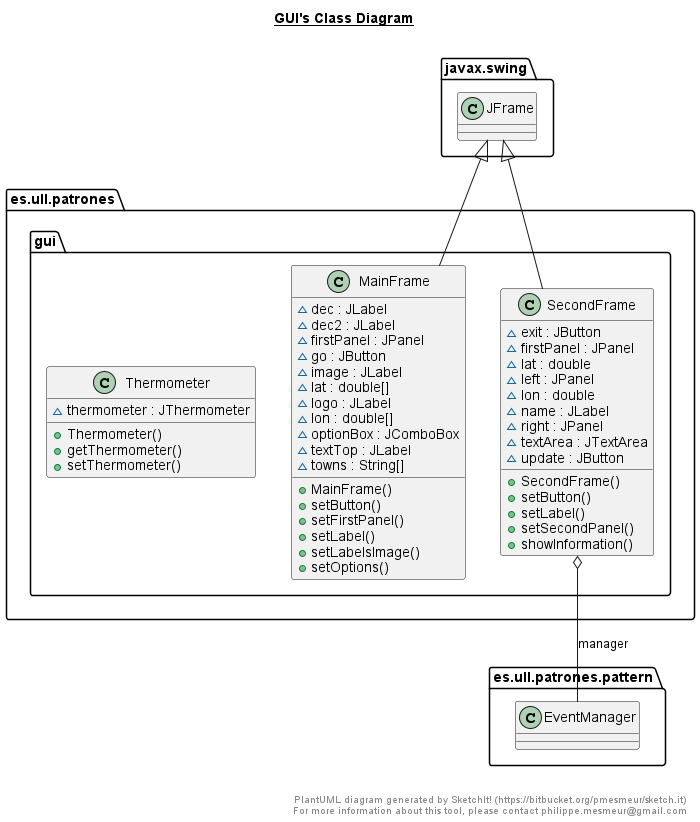 GUI's Class Diagram
javax.swing
C JFrame
es.ull.patrones
gui
C MainFrame
dec : JLabel
dec2 : JLabel
firstPanel : JPanel
go : JButton
image : JLabel
lat : double[]
logo : JLabel
lon : double[]
optionBox : JComboBox
textTop : JLabel
towns : String[]
MainFrame()
setButton()
setFirstPanel()
setLabel()
setLabelsImage()
setOptions()
C SecondFrame
exit : JButton
firstPanel : JPanel
lat : double
left : JPanel
lon : double
name : JLabel
right : JPanel
textArea : JTextArea
update : JButton
SecondFrame()
setButton()
setLabel()
setSecondPanel()
showInformation()
C Thermometer
thermometer : JThermometer
Thermometer()
getThermometer()
setThermometer()
manager
es.ull.patrones.pattern
C EventManager
PlantUML diagram generated by SketchIt! (https://bitbucket.org/pmesmeur/sketch.it)
For more information about this tool, please contact philippe.mesmeur@gmail.com